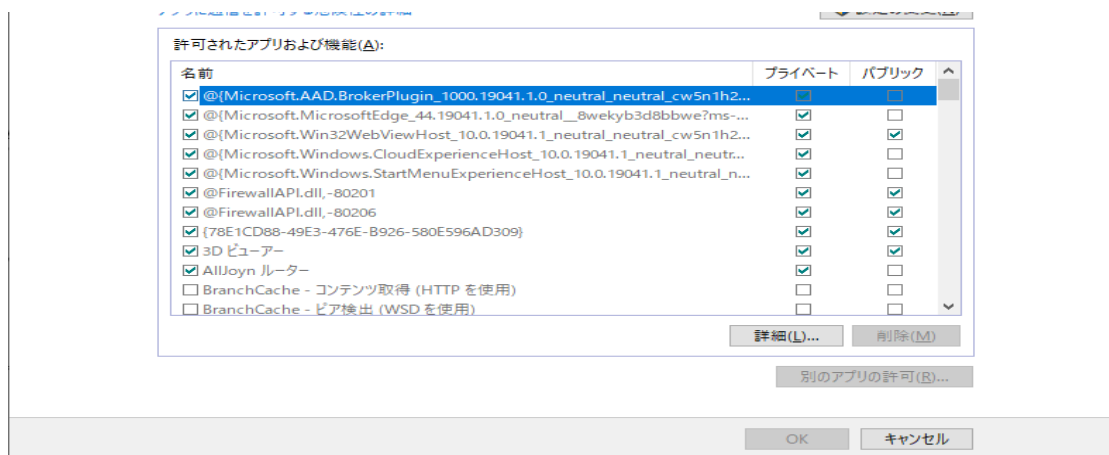 許可されたアプリおよび機能(A):
名前 プライベート パブリック
@{Microsoft.AAD.BrokerPlugin_1000.19041.1.0_neutral_neutral_cw5n1h2...
@{Microsoft.MicrosoftEdge_44.19041.1.0_neutral__8wekyb3d8bbwe?ms-...
@{Microsoft.Win32WebViewHost_10.0.19041.1_neutral_neutral_cw5n1h2...
@{Microsoft.Windows.CloudExperienceHost_10.0.19041.1_neutral_neutr...
@{Microsoft.Windows.StartMenuExperienceHost_10.0.19041.1_neutral_n...
@FirewallAPI.dll,-80201
@FirewallAPI.dll,-80206
{78E1CD88-49E3-476E-B926-580E596AD309}
3D ビューアー
AllJoyn ルーター
BranchCache - コンテンツ取得 (HTTP を使用)
BranchCache - ピア検出 (WSD を使用)
詳細(L)... 削除(M)
別のアプリの許可(R)...
OK キャンセル